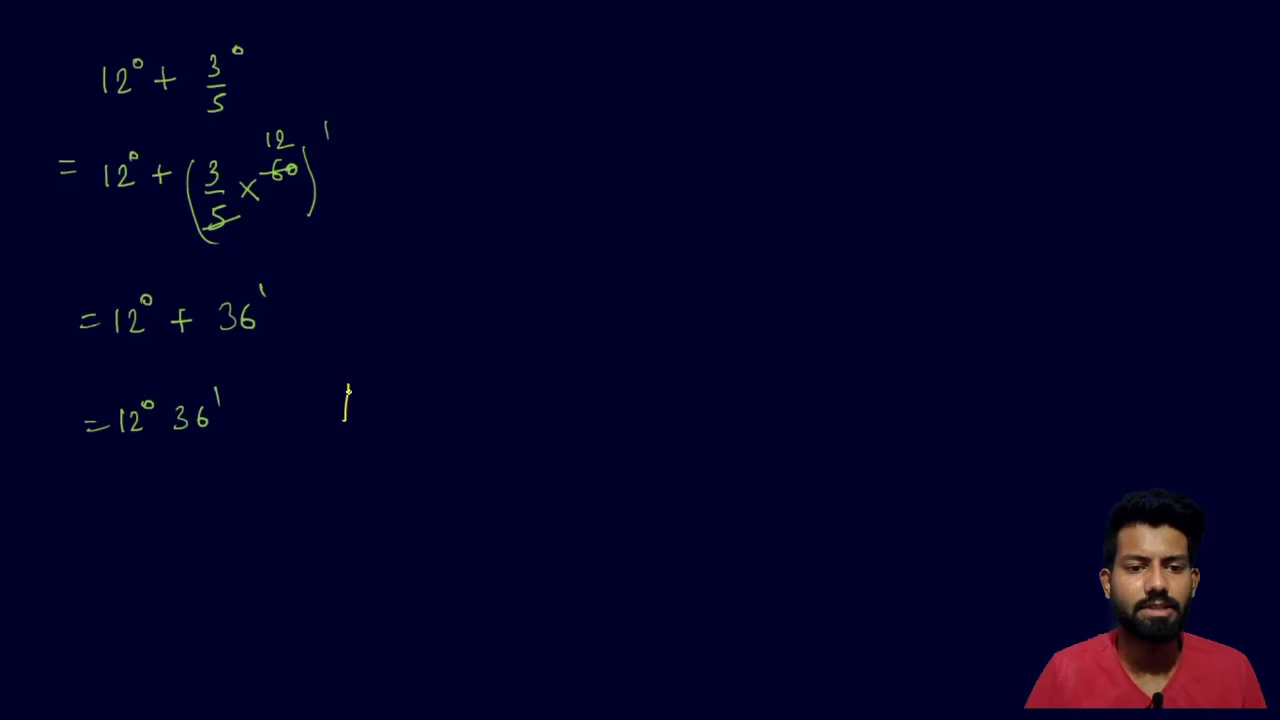 12° + 3/5°
= 12° + (3/5 × 60 12)'
= 12° + 36'
= 12° 36'